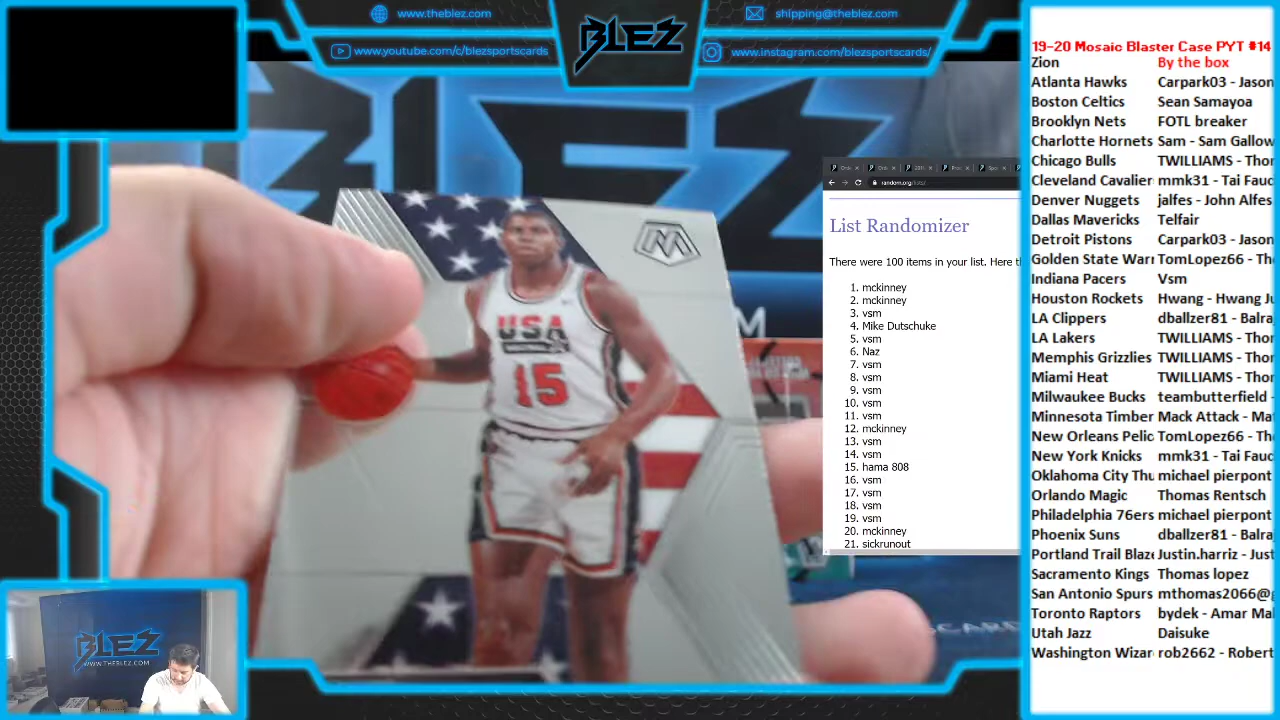 www.theblez.com
shipping@theblez.com
BLEZ
www.youtube.com/c/blezsportscards
www.instagram.com/blezsportscards/
USA
15
M
BLEZ
WWW.THEBLEZ.COM
random.org/lists/
List Randomizer
There were 100 items in your list. Here th
1. mckinney
2. mckinney
3. vsm
4. Mike Dutschuke
5. vsm
6. Naz
7. vsm
8. vsm
9. vsm
10. vsm
11. vsm
12. mckinney
13. vsm
14. vsm
15. hama 808
16. vsm
17. vsm
18. vsm
19. vsm
20. mckinney
21. sickrunout
19-20 Mosaic Blaster Case PYT #14
Zion By the box
Atlanta Hawks Carpark03 - Jason
Boston Celtics Sean Samayoa
Brooklyn Nets FOTL breaker
Charlotte Hornets Sam - Sam Gallow
Chicago Bulls TWILLIAMS - Thor
Cleveland Cavalier mmk31 - Tai Fauc
Denver Nuggets jalfes - John Alfes
Dallas Mavericks Telfair
Detroit Pistons Carpark03 - Jason
Golden State Warr TomLopez66 - Th
Indiana Pacers Vsm
Houston Rockets Hwang - Hwang Ju
LA Clippers dballzer81 - Balra
LA Lakers TWILLIAMS - Thor
Memphis Grizzlies TWILLIAMS - Thor
Miami Heat TWILLIAMS - Thor
Milwaukee Bucks teambutterfield -
Minnesota Timber Mack Attack - Ma
New Orleans Pelic TomLopez66 - Th
New York Knicks mmk31 - Tai Fauc
Oklahoma City Thu michael pierpont
Orlando Magic Thomas Rentsch
Philadelphia 76ers michael pierpont
Phoenix Suns dballzer81 - Balra
Portland Trail Blaze Justin.harriz - Just
Sacramento Kings Thomas lopez
San Antonio Spurs mthomas2066@g
Toronto Raptors bydek - Amar Ma
Utah Jazz Daisuke
Washington Wizar rob2662 - Robert